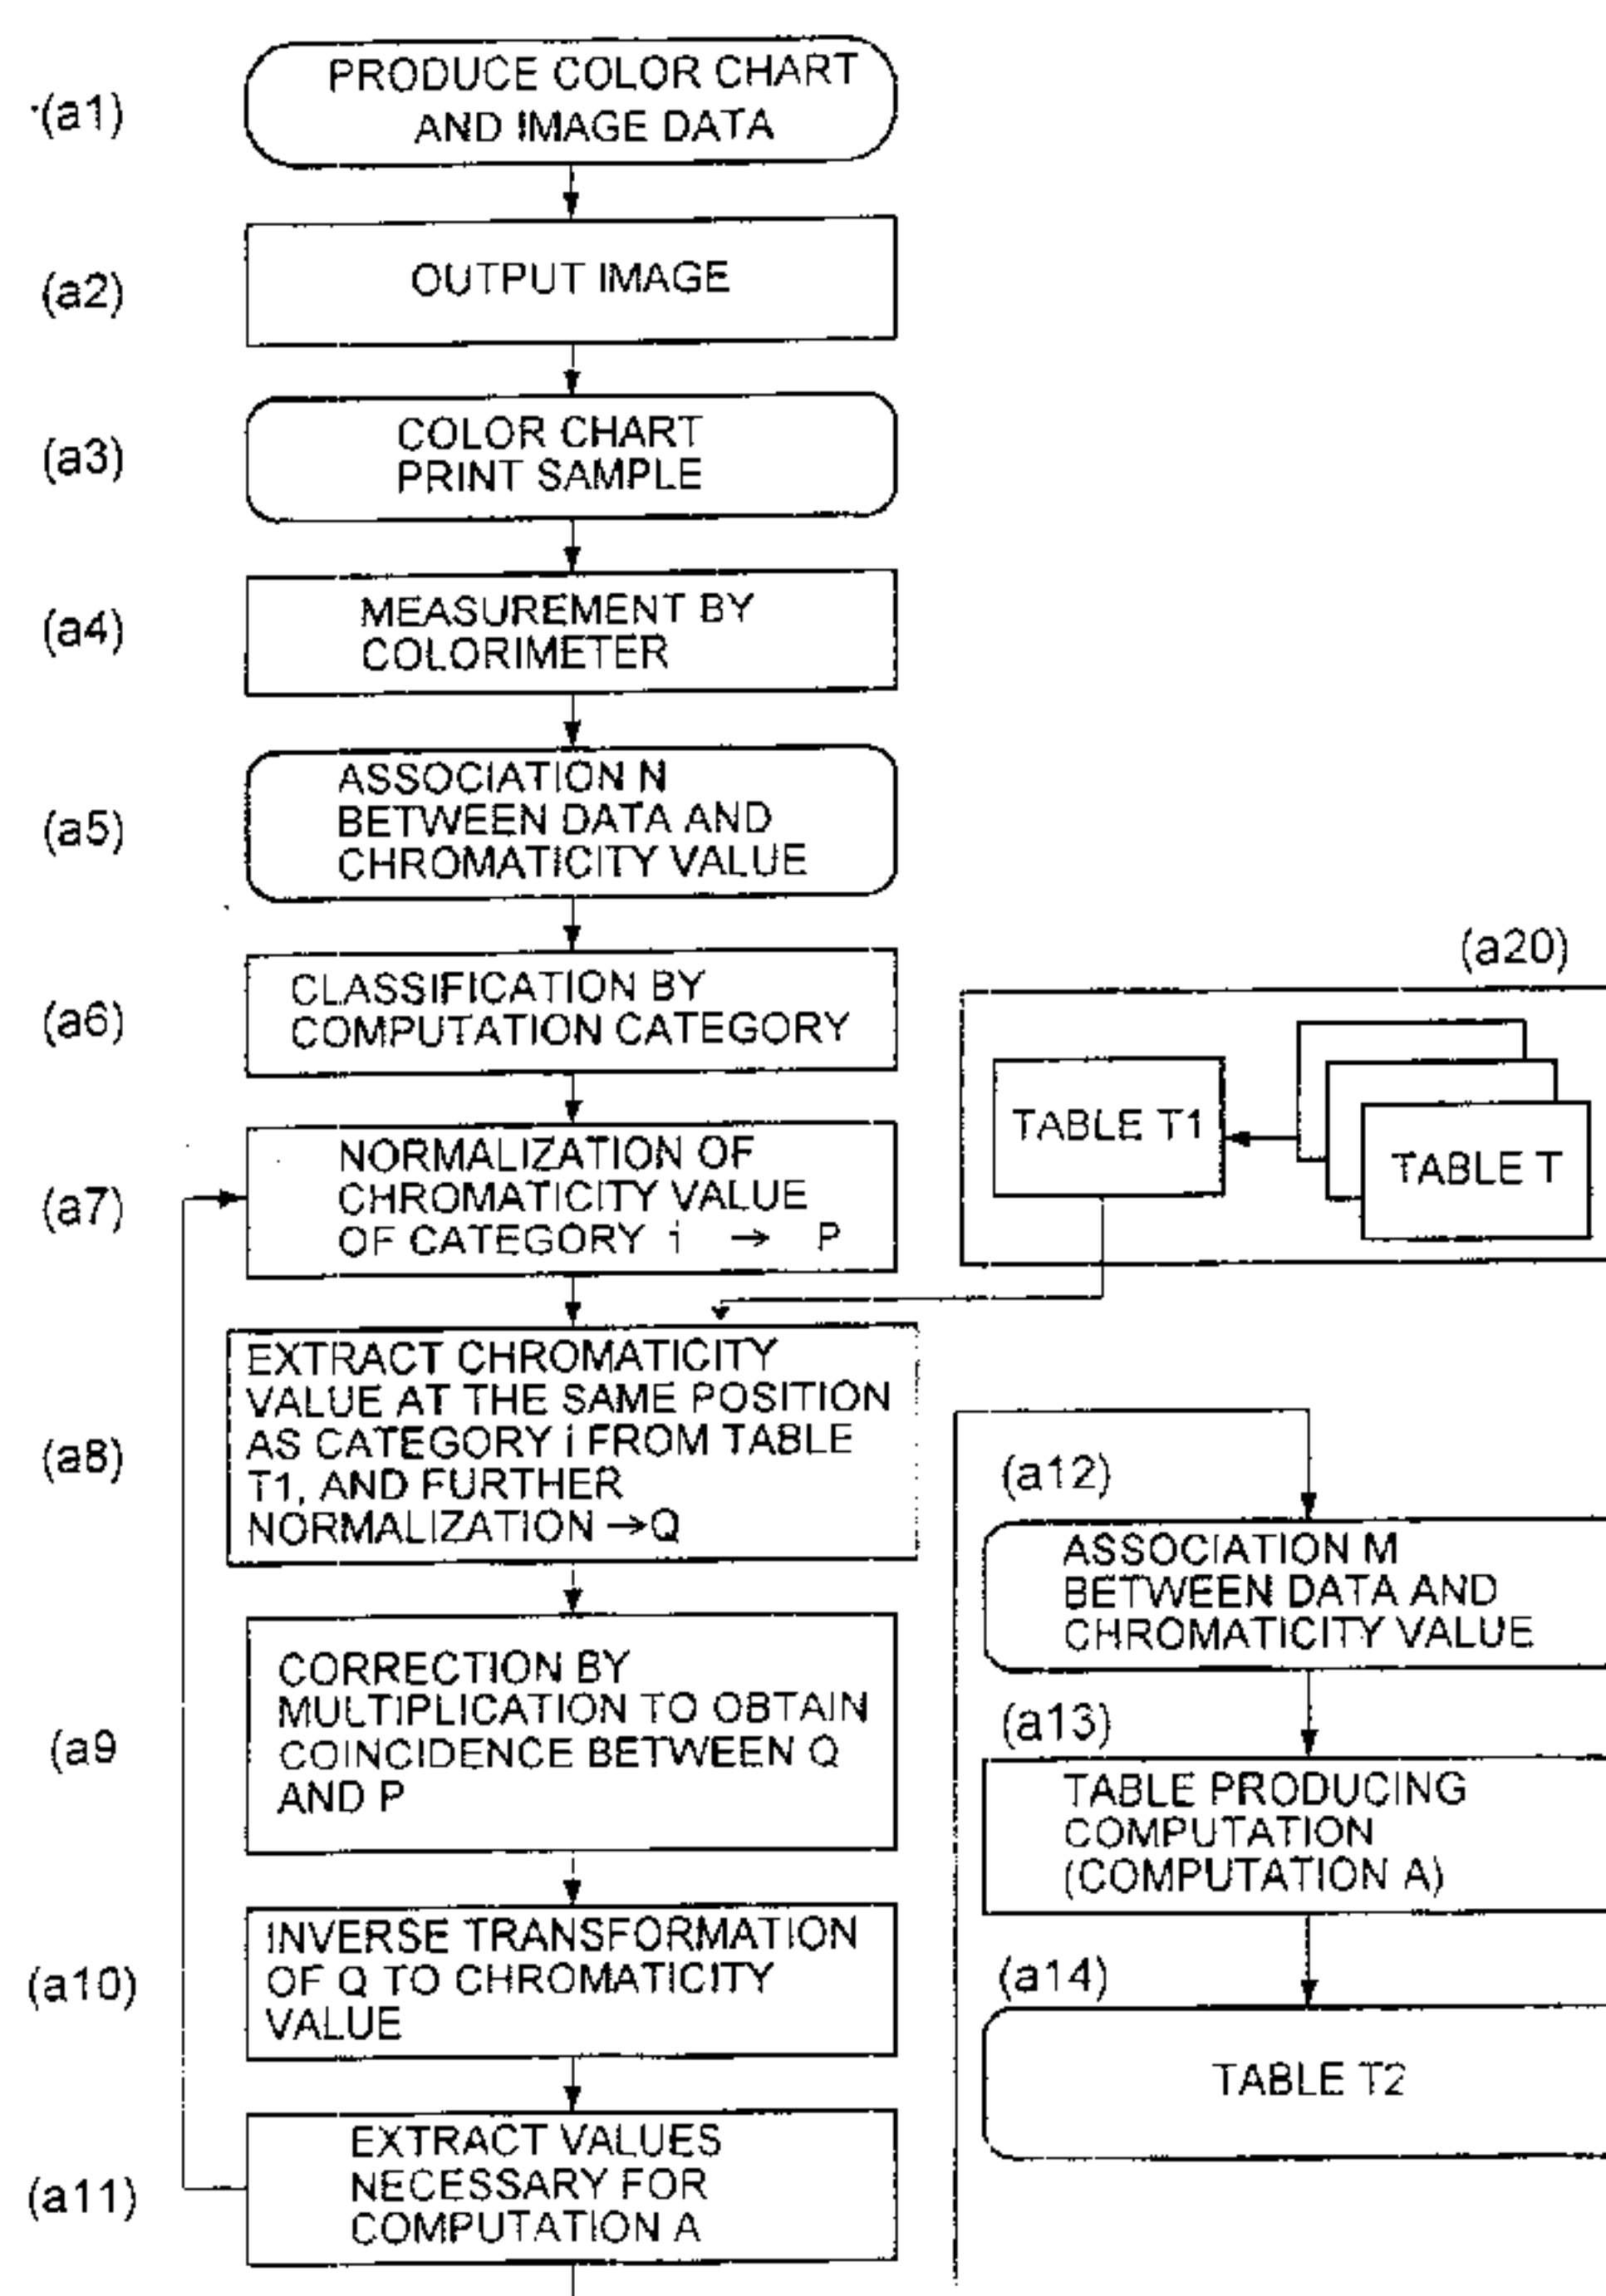 (a1)
PRODUCE COLOR CHART
AND IMAGE DATA
(a2)
OUTPUT IMAGE
(a3)
COLOR CHART
PRINT SAMPLE
(a4)
MEASUREMENT BY
COLORIMETER
(a5)
ASSOCIATION N
BETWEEN DATA AND
CHROMATICITY VALUE
(a6)
CLASSIFICATION BY
COMPUTATION CATEGORY
(a7)
NORMALIZATION OF
CHROMATICITY VALUE
OF CATEGORY i → P
(a20)
TABLE T1
TABLE T
(a8)
EXTRACT CHROMATICITY
VALUE AT THE SAME POSITION
AS CATEGORY i FROM TABLE
T1, AND FURTHER
NORMALIZATION →Q
(a9
CORRECTION BY
MULTIPLICATION TO OBTAIN
COINCIDENCE BETWEEN Q
AND P
(a10)
INVERSE TRANSFORMATION
OF Q TO CHROMATICITY
VALUE
(a11)
EXTRACT VALUES
NECESSARY FOR
COMPUTATION A
(a12)
ASSOCIATION M
BETWEEN DATA AND
CHROMATICITY VALUE
(a13)
TABLE PRODUCING
COMPUTATION
(COMPUTATION A)
(a14)
TABLE T2